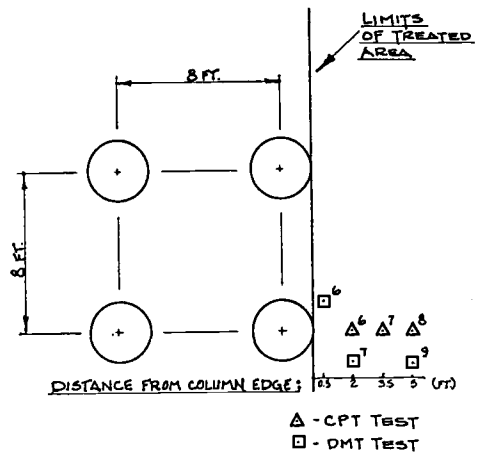 LIMITS
OF TREATED
AREA
8 FT.
8 FT.
6
6 7 8
7 9
DISTANCE FROM COLUMN EDGE: 0.5 2 3.5 5 (FT.)
△ - CPT TEST
□ - DMT TEST